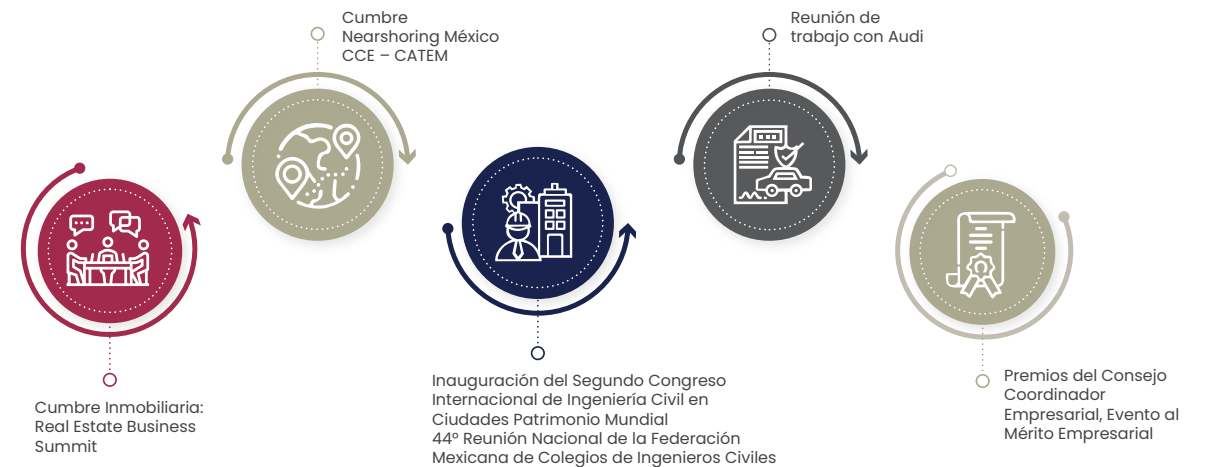 Cumbre Inmobiliaria:
Real Estate Business
Summit
Cumbre
Nearshoring México
CCE – CATEM
Inauguración del Segundo Congreso
Internacional de Ingeniería Civil en
Ciudades Patrimonio Mundial
44º Reunión Nacional de la Federación
Mexicana de Colegios de Ingenieros Civiles
Reunión de
trabajo con Audi
Premios del Consejo
Coordinador
Empresarial, Evento al
Mérito Empresarial